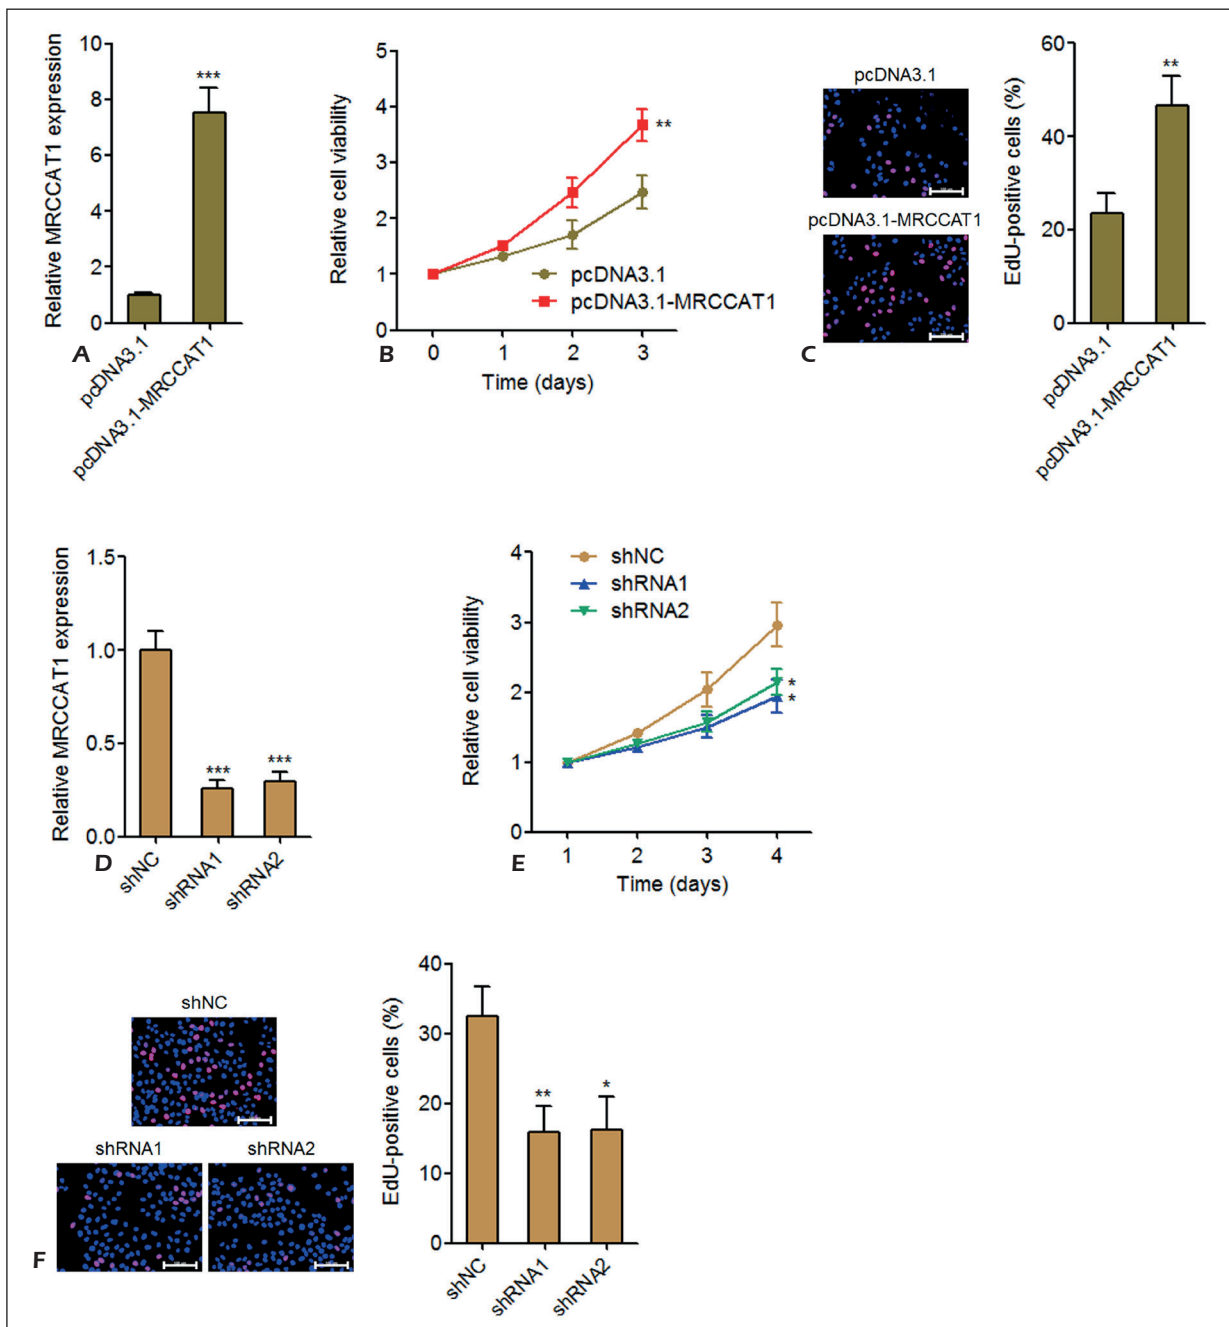 Relative MRCCAT1 expression
10
8
6
4
2
0
***
pcDNA3.1
pcDNA3.1-MRCCAT1
A
Relative cell viability
5
4
3
2
1
0
**
pcDNA3.1
pcDNA3.1-MRCCAT1
0 1 2 3
Time (days)
B
pcDNA3.1
pcDNA3.1-MRCCAT1
C
EdU-positive cells (%)
60
40
20
0
**
pcDNA3.1
pcDNA3.1-MRCCAT1
Relative MRCCAT1 expression
1.5
1.0
0.5
0.0
*** ***
shNC
shRNA1
shRNA2
D
Relative cell viability
4
3
2
1
0
shNC
shRNA1
shRNA2
*
*
1 2 3 4
Time (days)
E
shNC
shRNA1 shRNA2
F
EdU-positive cells (%)
40
30
20
10
0
** *
shNC
shRNA1
shRNA2